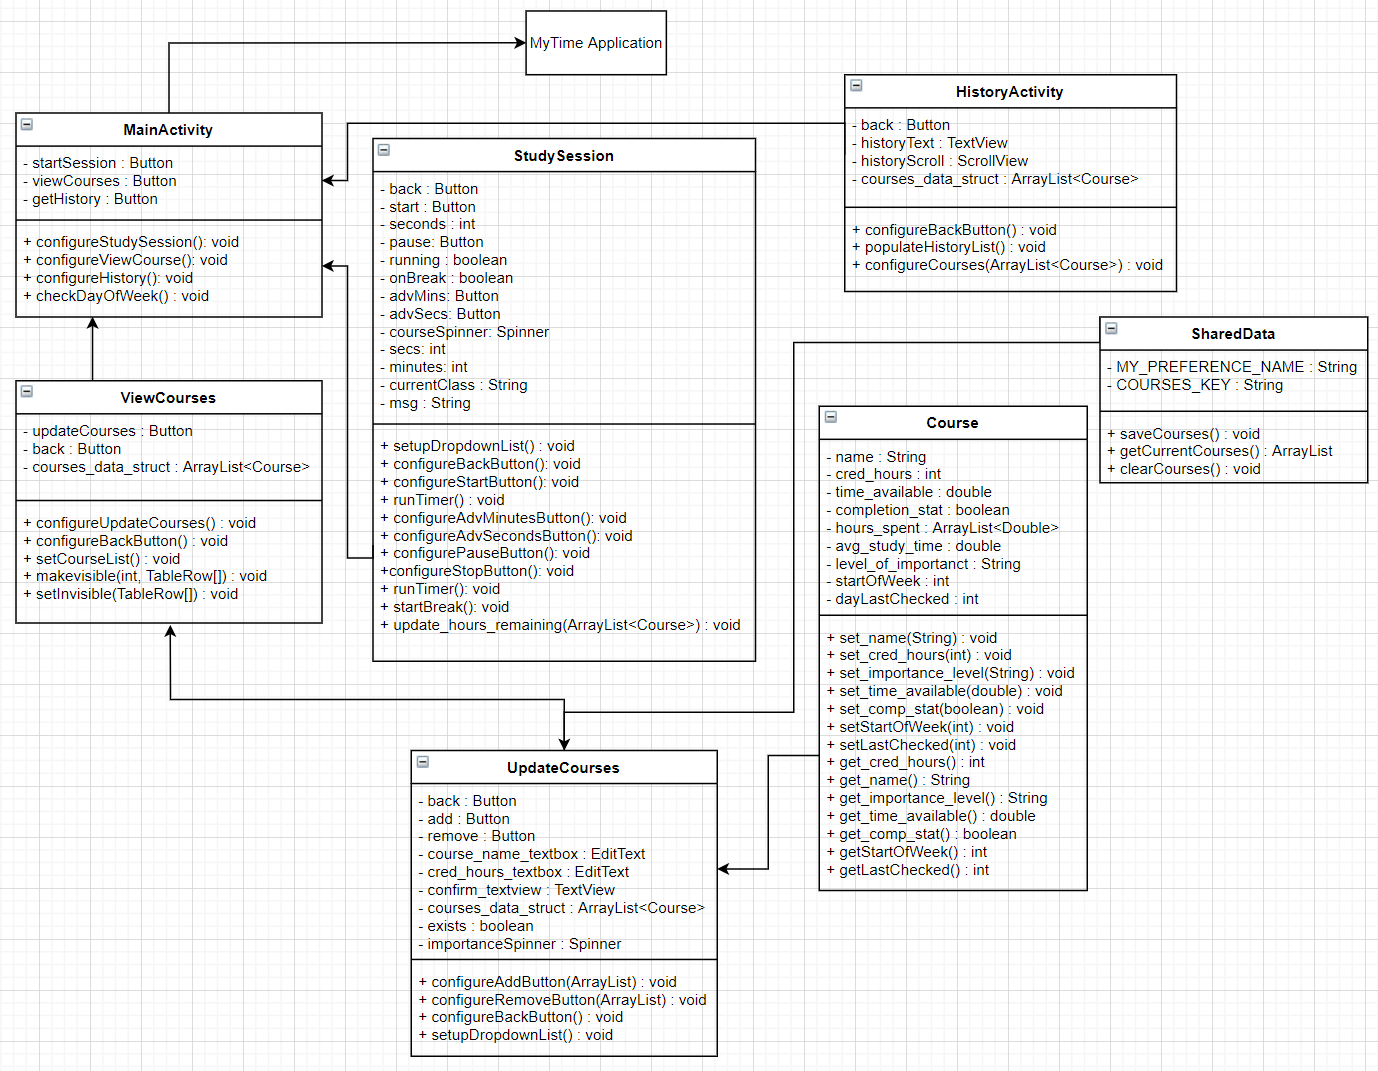 MyTime Application
MainActivity
- startSession : Button
- viewCourses : Button
- getHistory : Button
+ configureStudySession(): void
+ configureViewCourse(): void
+ configureHistory(): void
+ checkDayOfWeek() : void
StudySession
- back : Button
- start : Button
- seconds : int
- pause: Button
- running : boolean
- onBreak : boolean
- advMins: Button
- advSecs: Button
- courseSpinner: Spinner
- secs: int
- minutes: int
- currentClass : String
- msg : String
+ setupDropdownList() : void
+ configureBackButton(): void
+ configureStartButton(): void
+ runTimer() : void
+ configureAdvMinutesButton(): void
+ configureAdvSecondsButton(): void
+ configurePauseButton(): void
+configureStopButton(): void
+ runTimer(): void
+ startBreak(): void
+ update_hours_remaining(ArrayList<Course>) : void
HistoryActivity
- back : Button
- historyText : TextView
- historyScroll : ScrollView
- courses_data_struct : ArrayList<Course>
+ configureBackButton() : void
+ populateHistoryList() : void
+ configureCourses(ArrayList<Course>) : void
SharedData
- MY_PREFERENCE_NAME : String
- COURSES_KEY : String
+ saveCourses() : void
+ getCurrentCourses() : ArrayList
+ clearCourses() : void
ViewCourses
- updateCourses : Button
- back : Button
- courses_data_struct : ArrayList<Course>
+ configureUpdateCourses() : void
+ configureBackButton() : void
+ setCourseList() : void
+ makevisible(int, TableRow[]) : void
+ setInvisible(TableRow[]) : void
Course
- name : String
- cred_hours : int
- time_available : double
- completion_stat : boolean
- hours_spent : ArrayList<Double>
- avg_study_time : double
- level_of_importanct : String
- startOfWeek : int
- dayLastChecked : int
+ set_name(String) : void
+ set_cred_hours(int) : void
+ set_importance_level(String) : void
+ set_time_available(double) : void
+ set_comp_stat(boolean) : void
+ setStartOfWeek(int) : void
+ setLastChecked(int) : void
+ get_cred_hours() : int
+ get_name() : String
+ get_importance_level() : String
+ get_time_available() : double
+ get_comp_stat() : boolean
+ getStartOfWeek() : int
+ getLastChecked() : int
UpdateCourses
- back : Button
- add : Button
- remove : Button
- course_name_textbox : EditText
- cred_hours_textbox : EditText
- confirm_textview : TextView
- courses_data_struct : ArrayList<Course>
- exists : boolean
- importanceSpinner : Spinner
+ configureAddButton(ArrayList) : void
+ configureRemoveButton(ArrayList) : void
+ configureBackButton() : void
+ setupDropdownList() : void